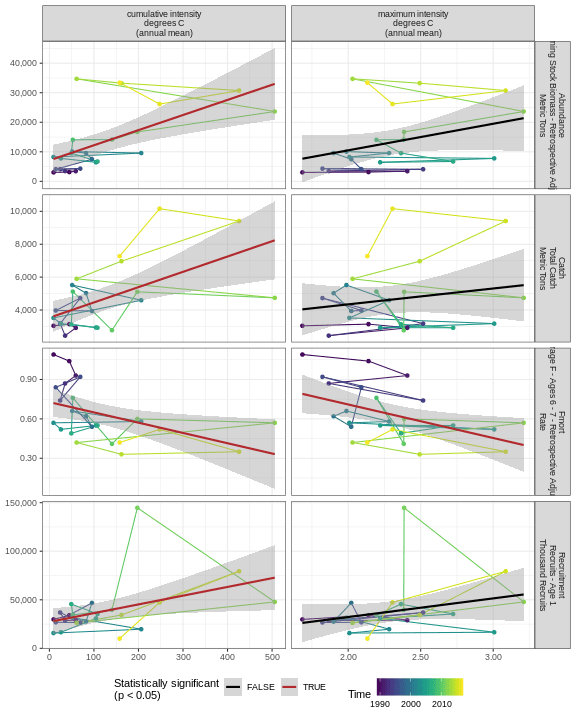 cumulative intensity
degrees C
(annual mean)
maximum intensity
degrees C
(annual mean)
40,000
30,000
20,000
10,000
0
Abundance
ning Stock Biomass - Retrospective Adj
Metric Tons
10,000
8,000
6,000
4,000
Catch
Total Catch
Metric Tons
0.90
0.60
0.30
Fmort
rage F - Ages 6 - 7 - Retrospective Adju
Rate
150,000
100,000
50,000
0
Recruitment
Recruits - Age 1
Thousand Recruits
0 100 200 300 400 500
2.00 2.50 3.00
Statistically significant
(p < 0.05)
FALSE
TRUE
Time
1990 2000 2010